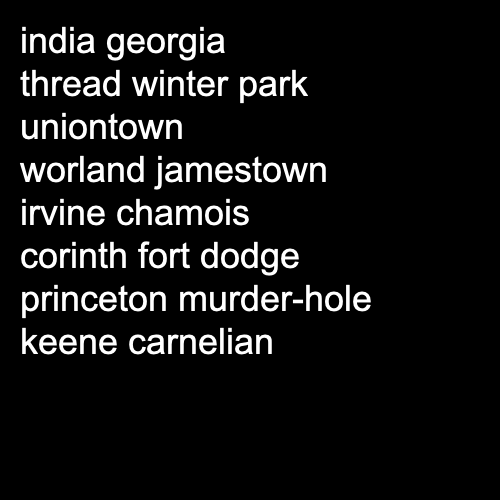 india georgia
thread winter park
uniontown
worland jamestown
irvine chamois
corinth fort dodge
princeton murder-hole
keene carnelian